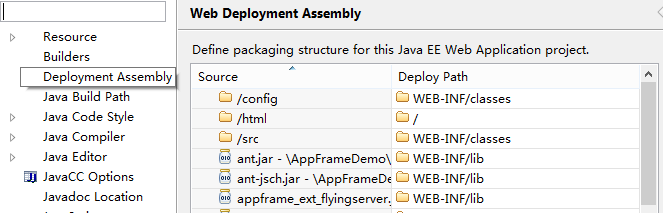 Web Deployment Assembly
Resource
Builders
Deployment Assembly
Java Build Path
Java Code Style
Java Compiler
Java Editor
JavaCC Options
Javadoc Location
Define packaging structure for this Java EE Web Application project.
Source Deploy Path
/config WEB-INF/classes
/html /
/src WEB-INF/classes
ant.jar - \AppFrameDemo\ WEB-INF/lib
ant-jsch.jar - \AppFrameDe WEB-INF/lib
appframe_ext_flyingserver. WEB-INF/lib